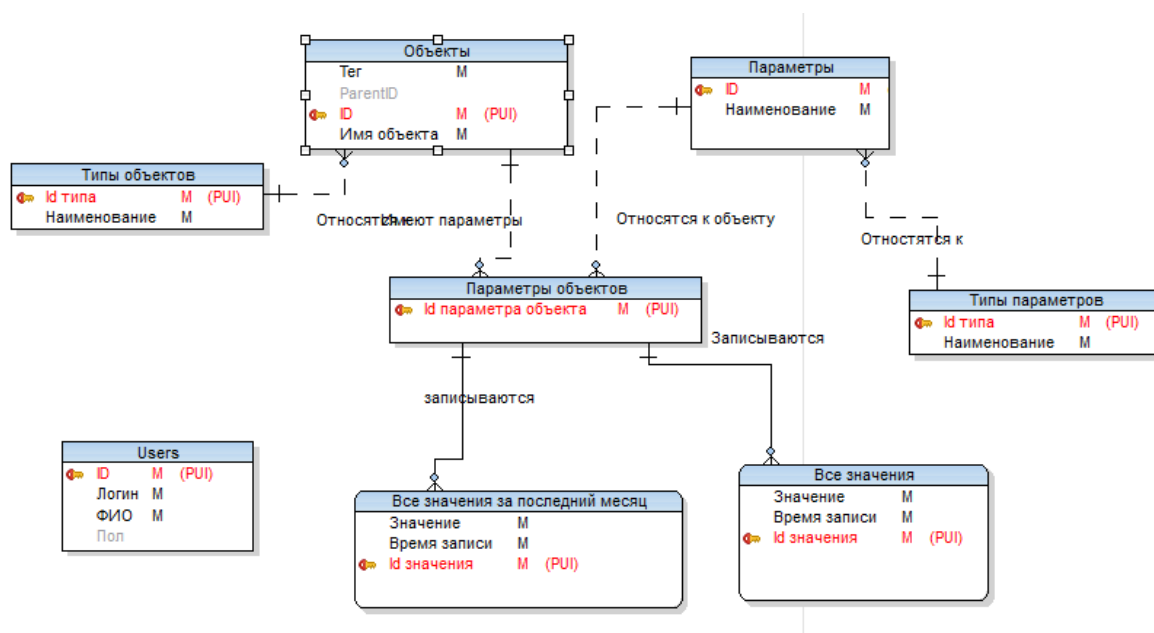 Объекты
Тег M
ParentID
ID M (PUI)
Имя объекта M
Параметры
ID M
Наименование M
Типы объектов
Id типа M (PUI)
Наименование M
Относятся к
Имеют параметры
Относятся к объекту
Отностятся к
Параметры объектов
Id параметра объекта M (PUI)
Типы параметров
Id типа M (PUI)
Наименование M
Записываются
записываются
Users
ID M (PUI)
Логин M
ФИО M
Пол
Все значения за последний месяц
Значение M
Время записи M
Id значения M (PUI)
Все значения
Значение M
Время записи M
Id значения M (PUI)